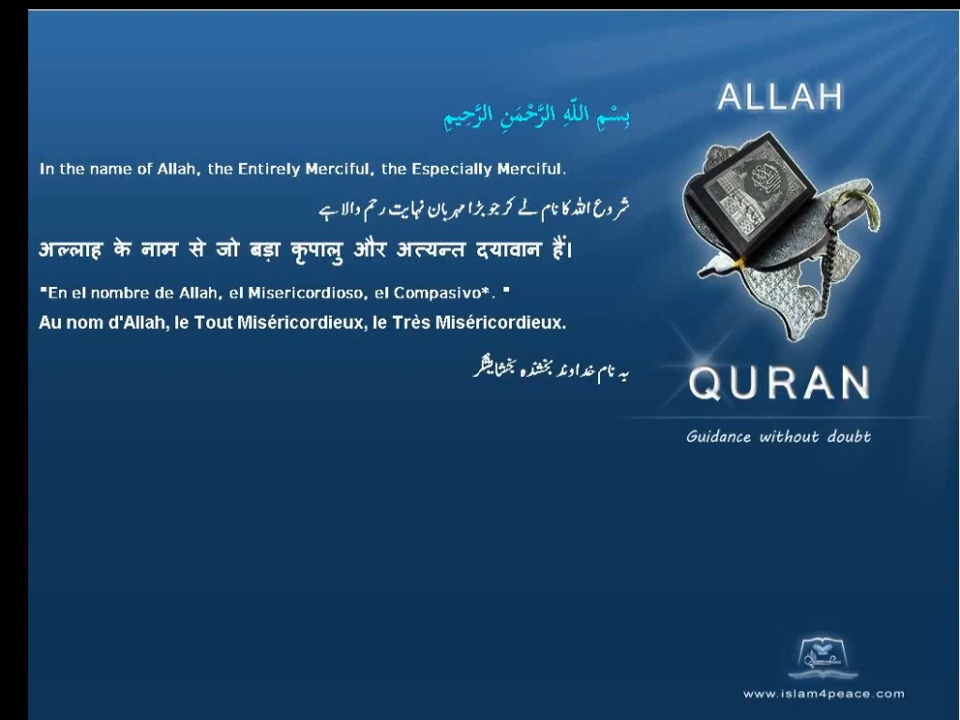 بِسْمِ اللَّهِ الرَّحْمَنِ الرَّحِيمِ
In the name of Allah, the Entirely Merciful, the Especially Merciful.
شروع اللہ کا نام لے کر جو بڑا مہربان نہایت رحم والا ہے
अल्लाह के नाम से जो बड़ा कृपालु और अत्यन्त दयावान हैं।
"En el nombre de Allah, el Misericordioso, el Compasivo*. "
Au nom d'Allah, le Tout Miséricordieux, le Très Miséricordieux.
به نام خداوند بخشنده بخشایشگر
ALLAH
QURAN
Guidance without doubt
www.islam4peace.com